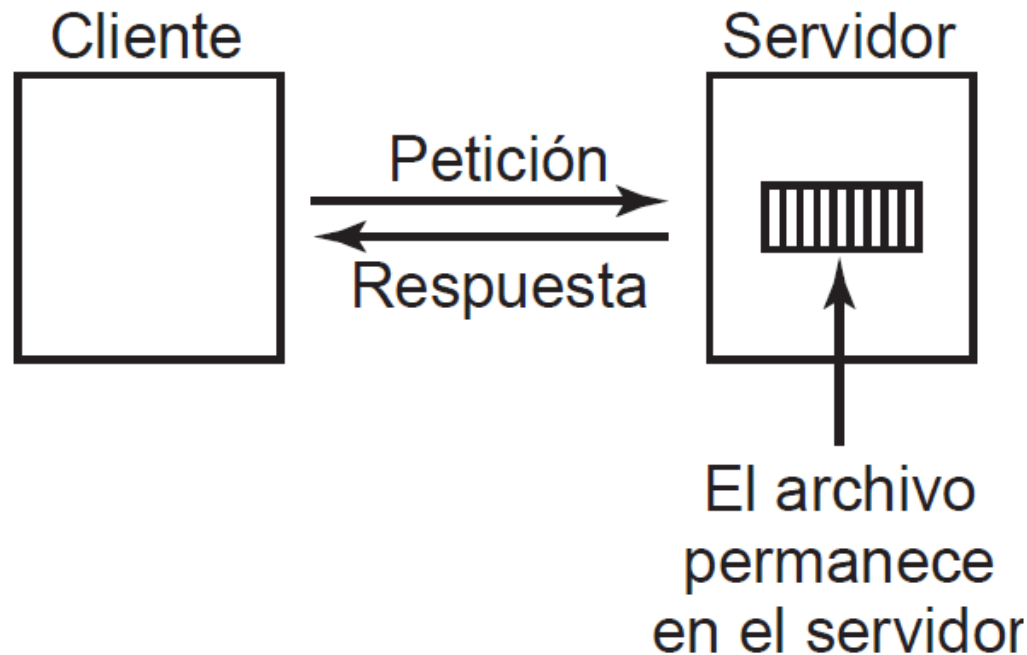 Cliente
Servidor
Petición
Respuesta
El archivo
permanece
en el servidor